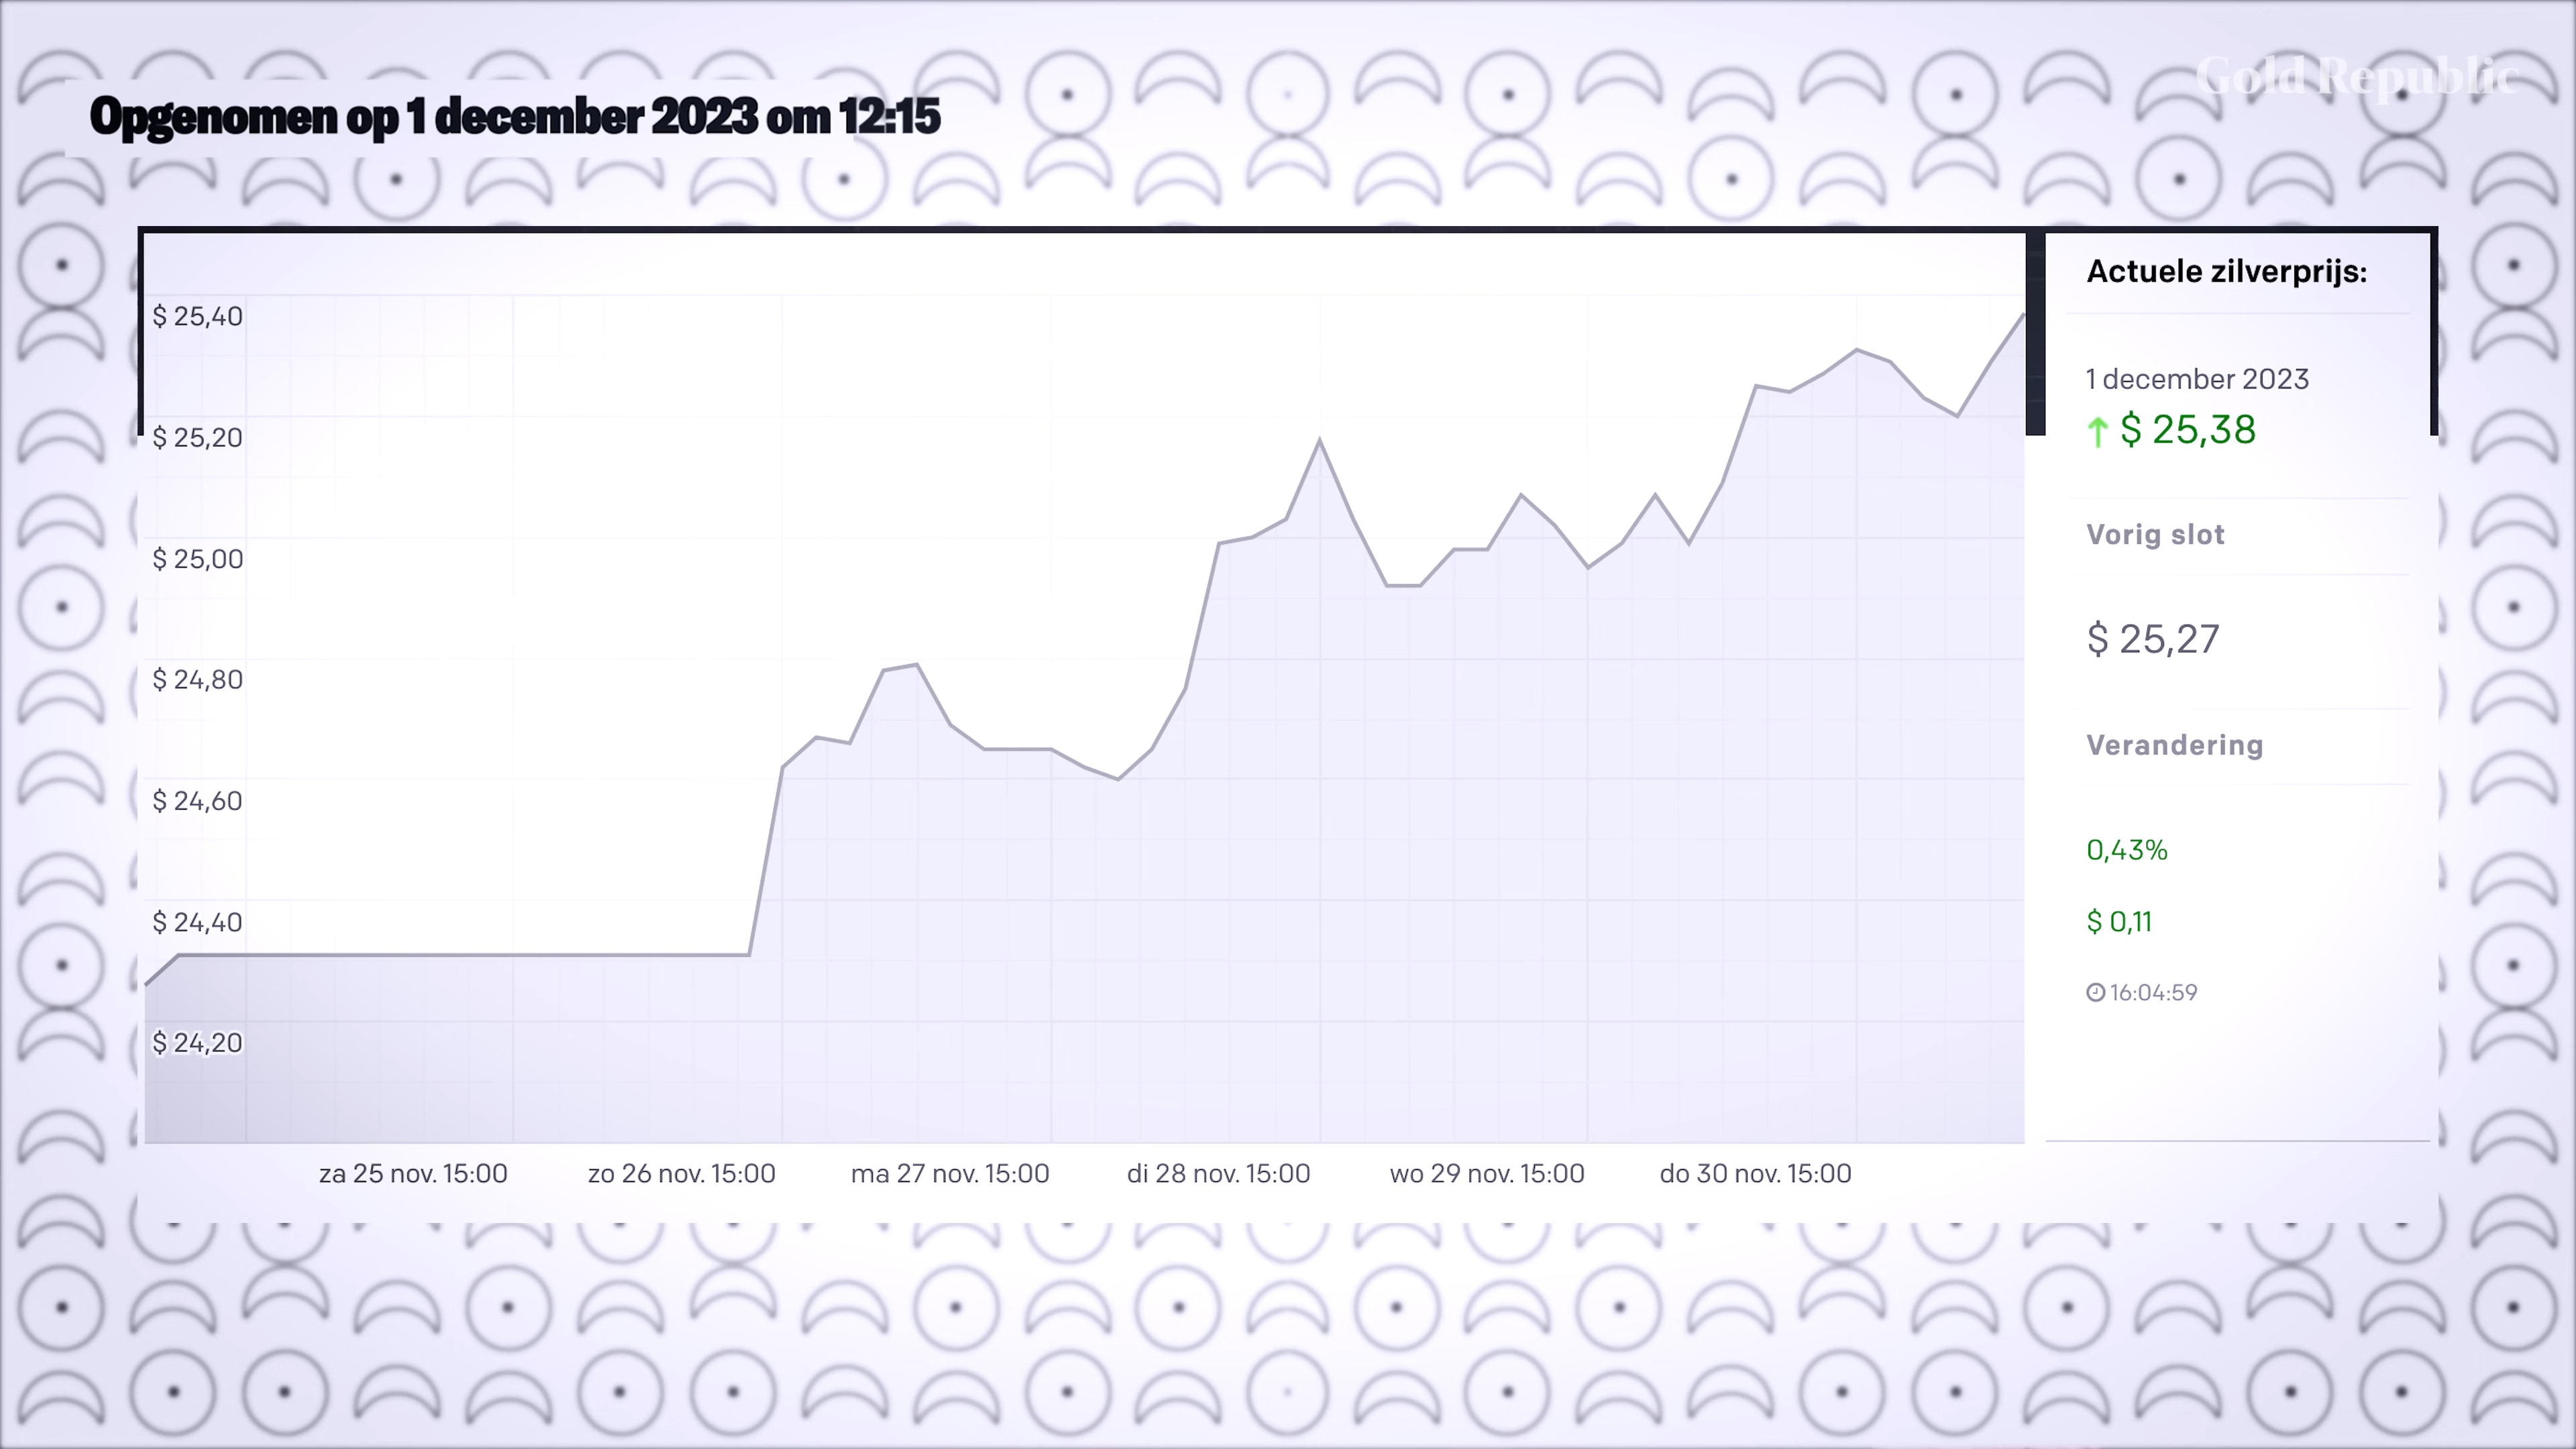 Gold Republic
Opgenomen op 1 december 2023 om 12:15
$ 25,40
$ 25,20
$ 25,00
$ 24,80
$ 24,60
$ 24,40
$ 24,20
za 25 nov. 15:00
zo 26 nov. 15:00
ma 27 nov. 15:00
di 28 nov. 15:00
wo 29 nov. 15:00
do 30 nov. 15:00
Actuele zilverprijs:
1 december 2023
↑ $ 25,38
Vorig slot
$ 25,27
Verandering
0,43%
$ 0,11
16:04:59